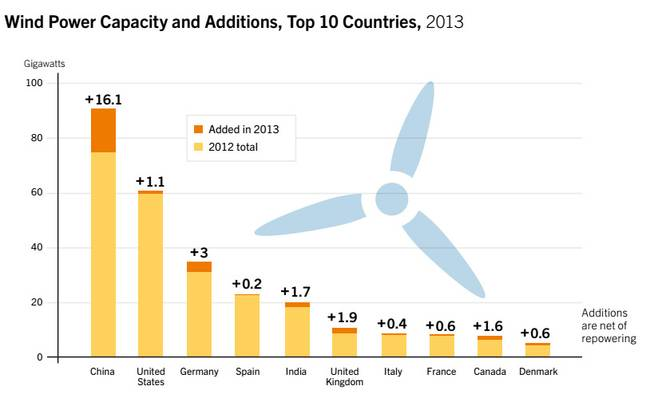 Wind Power Capacity and Additions, Top 10 Countries, 2013
Gigawatts
100
80
60
40
20
0
+16.1
+1.1
+3
+0.2
+1.7
+1.9
+0.4
+0.6
+1.6
+0.6
Added in 2013
2012 total
Additions
are net of
repowering
China
United
States
Germany
Spain
India
United
Kingdom
Italy
France
Canada
Denmark